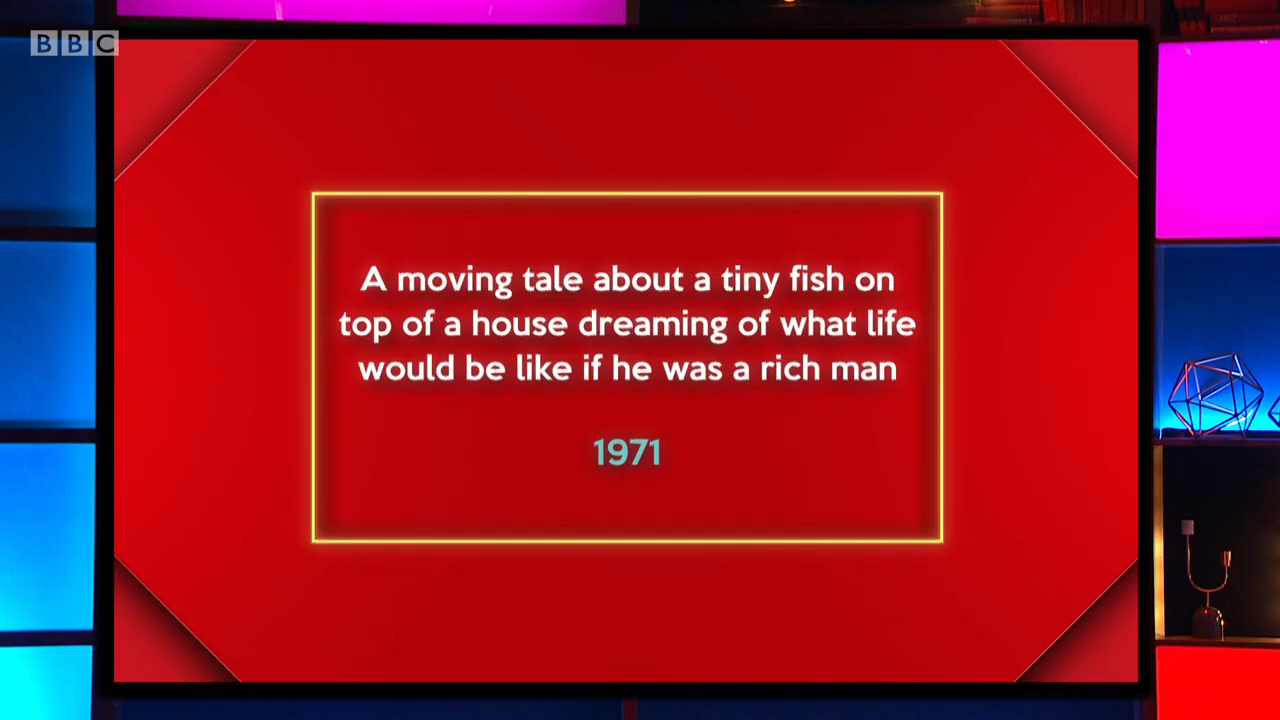 BBC
A moving tale about a tiny fish on
top of a house dreaming of what life
would be like if he was a rich man
1971